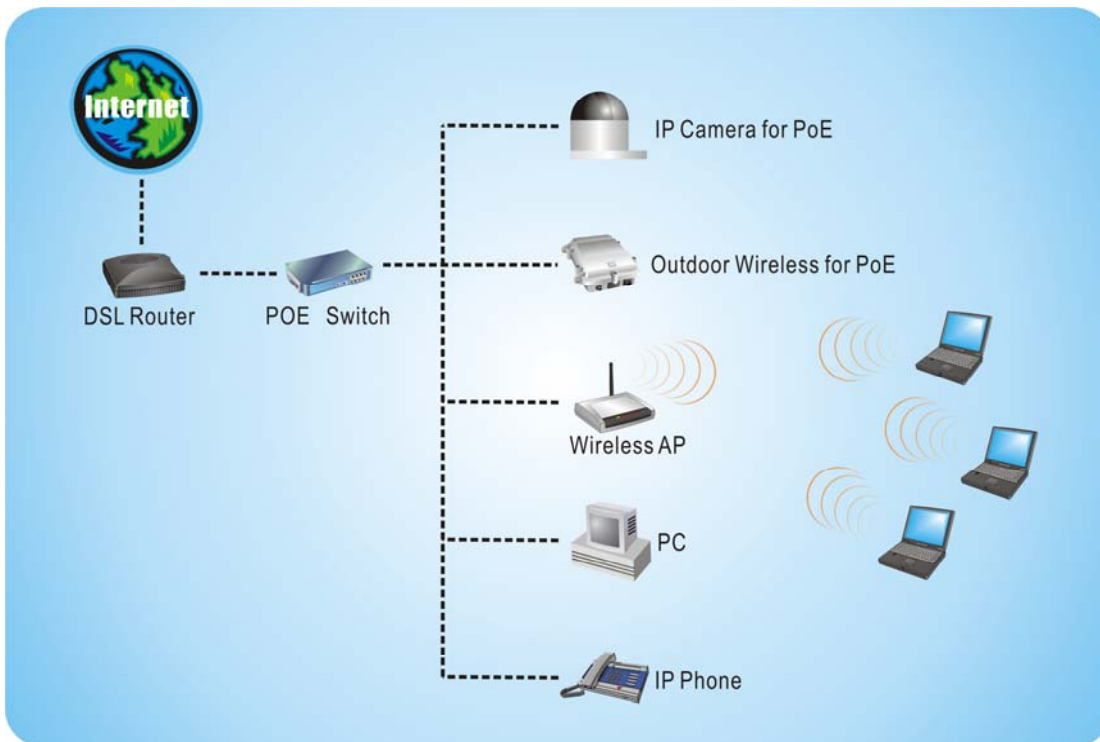 Internet
IP Camera for PoE
Outdoor Wireless for PoE
DSL Router
POE Switch
Wireless AP
PC
IP Phone